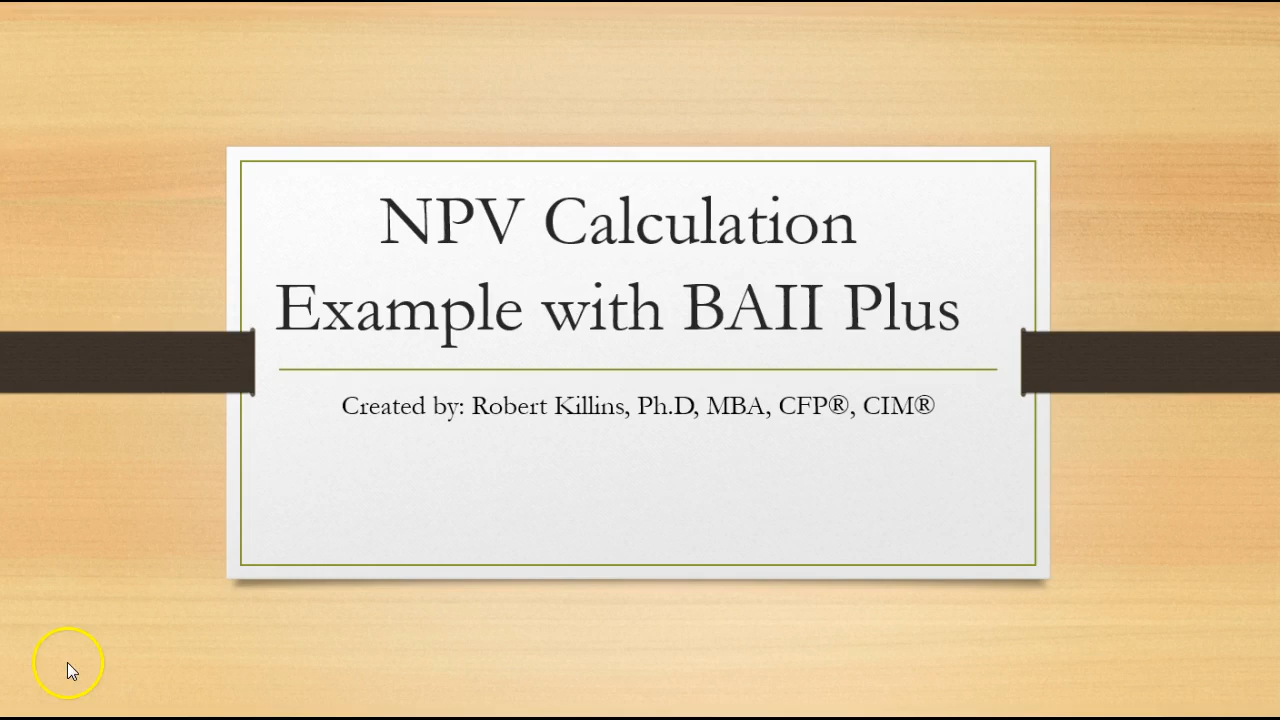 NPV Calculation
Example with BAII Plus
Created by: Robert Killins, Ph.D, MBA, CFP®, CIM®